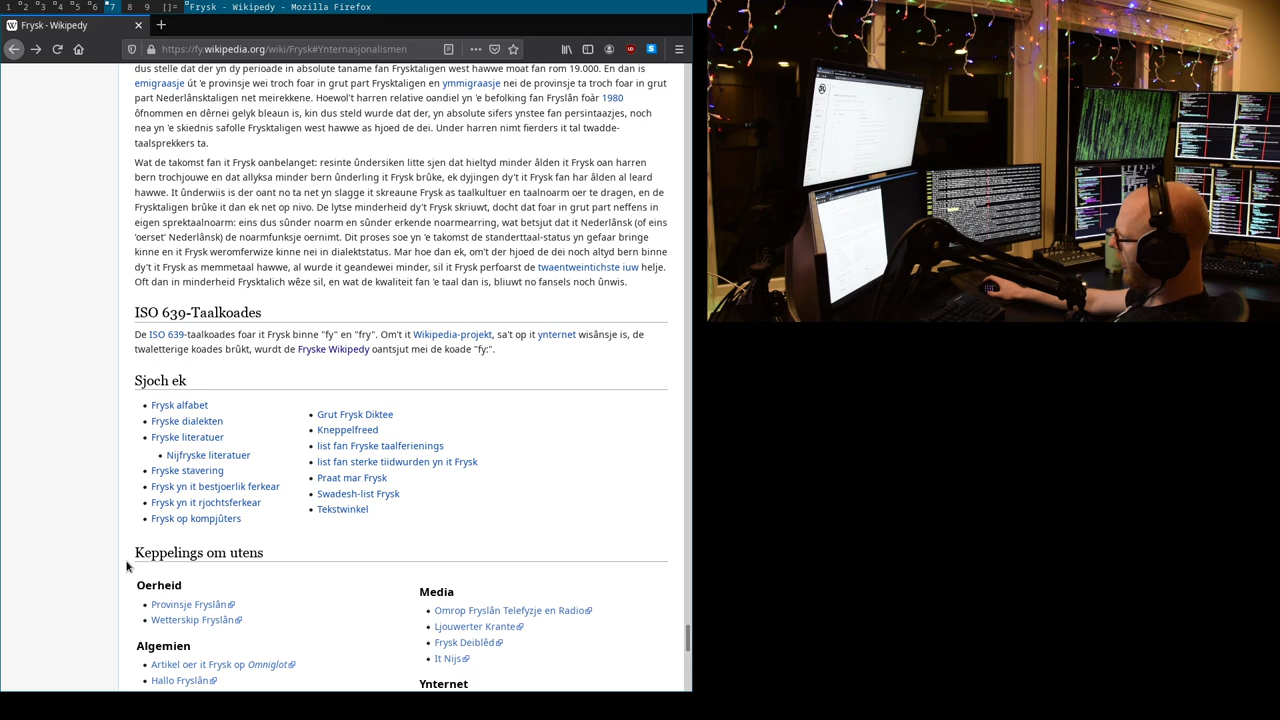 1 2 3 4 5 6 7 8 9 []= Frysk - Wikipedy - Mozilla Firefox
Frysk - Wikipedy
https://fy.wikipedia.org/wiki/Frysk#Ynternasjonalismen
dus stelle dat der yn dy perioade in absolute taname fan Frysktaligen west hawwe moat fan rom 19.000. En dan is
emigraasje út 'e provinsje wei troch foar in grut part Frysktaligen en ymmigraasje nei de provinsje ta troch foar in grut
part Nederlânsktaligen net meirekkene. Hoewol't harren relative oandiel yn 'e befolking fan Fryslân foàr 1980
ôfnommen en dêrnei gelyk bleaun is, kin dus steld wurde dat der, yn absolute sifers ynstee fan persintaazjes, noch
nea yn 'e skiednis safolle Frysktaligen west hawwe as hjoed de dei. Under harren nimt fierders it tal twadde-
taalsprekkers ta.
Wat de takomst fan it Frysk oanbelanget: resinte ûndersiken litte sjen dat hieltyd minder âlden it Frysk oan harren
bern trochjouwe en dat allyksa minder bern ûnderling it Frysk brûke, ek dyjingen dy't it Frysk fan har âlden al leard
hawwe. It ûnderwiis is der oant no ta net yn slagge it skreaune Frysk as taalkultuer en taalnoarm oer te dragen, en de
Frysktaligen brûke it dan ek net op nivo. De lytse minderheid dy't Frysk skriuwt, docht dat foar in grut part neffens in
eigen sprektaalnoarm: eins dus sûnder noarm en sûnder erkende noarmearring, wat betsjut dat it Nederlânsk (of eins
'oerset' Nederlânsk) de noarmfunksje oernimt. Dit proses soe yn 'e takomst de standerttaal-status yn gefaar bringe
kinne en it Frysk weromferwize kinne nei in dialektstatus. Mar hoe dan ek, om't der hjoed de dei noch altyd bern binne
dy't it Frysk as memmetaal hawwe, al wurde it geandewei minder, sil it Frysk perfoarst de twaentweintichste iuw helje.
Oft dan in minderheid Frysktalich wêze sil, en wat de kwaliteit fan 'e taal dan is, bliuwt no fansels noch ûnwis.
ISO 639-Taalkoades
De ISO 639-taalkoades foar it Frysk binne "fy" en "fry". Om't it Wikipedia-projekt, sa't op it ynternet wisânsje is, de
twaletterige koades brûkt, wurdt de Fryske Wikipedy oantsjut mei de koade "fy:".
Sjoch ek
Frysk alfabet
Fryske dialekten
Fryske literatuer
Nijfryske literatuer
Fryske stavering
Frysk yn it bestjoerlik ferkear
Frysk yn it rjochtsferkear
Frysk op kompjûters
Grut Frysk Diktee
Kneppelfreed
list fan Fryske taalferienings
list fan sterke tiidwurden yn it Frysk
Praat mar Frysk
Swadesh-list Frysk
Tekstwinkel
Keppelings om utens
Oerheid
Provinsje Fryslân
Wetterskip Fryslân
Algemien
Artikel oer it Frysk op Omniglot
Hallo Fryslân
Media
Omrop Fryslân Telefyzje en Radio
Ljouwerter Krante
Frysk Deiblêd
It Nijs
Ynternet